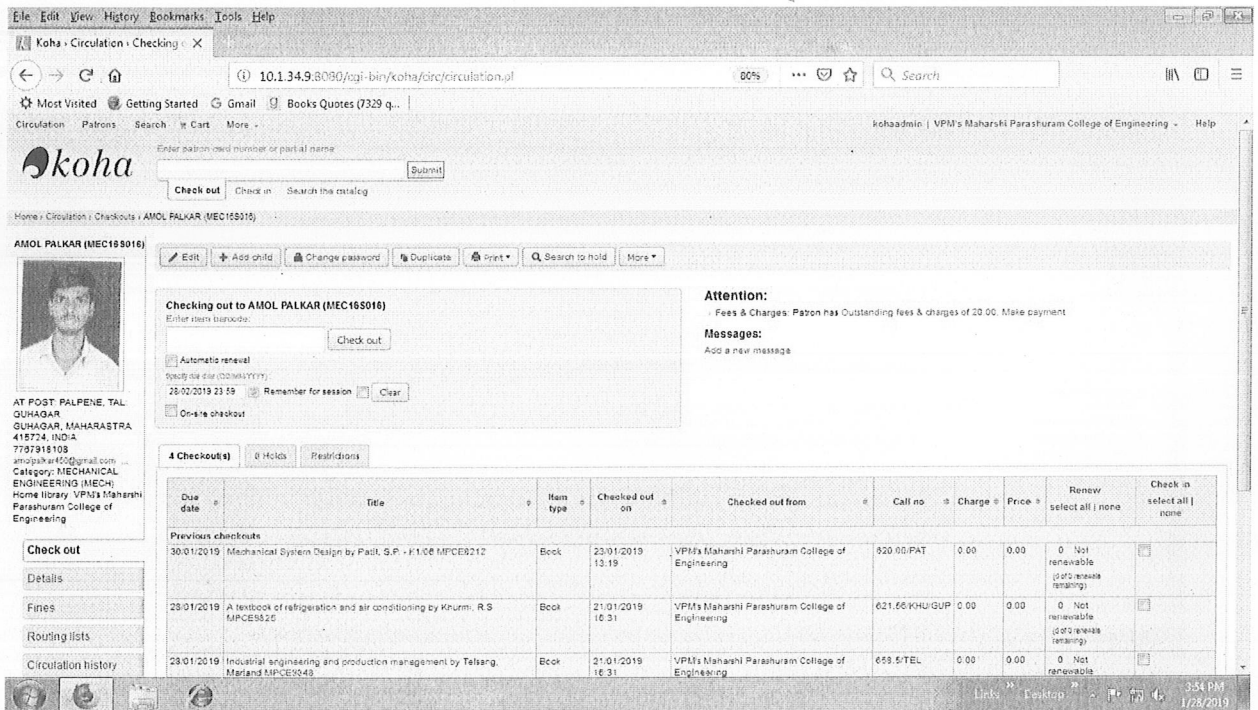 File Edit View History Bookmarks Tools Help
Koha › Circulation › Checking
10.1.34.9:8080/cgi-bin/koha/circ/circulation.pl
80%
Search
Most Visited Getting Started Gmail Books Quotes (7329 q...
Circulation Patrons Search Cart More
kohaadmin | VPM's Maharshi Parashuram College of Engineering Help
koha
Enter patron card number or partial name
Submit
Check out Check in Search the catalog
Home › Circulation › Checkouts › AMOL PALKAR (MEC16S016)
AMOL PALKAR (MEC16S016)
Edit Add child Change password Duplicate Print Search to hold More
Checking out to AMOL PALKAR (MEC16S016)
Enter item barcode:
Check out
Automatic renewal
Specify due date (DD/MM/YYYY):
28/02/2019 23:59 Remember for session Clear
On-site checkout
Attention:
Fees & Charges: Patron has Outstanding fees & charges of 20.00. Make payment
Messages:
Add a new message
AT POST: PALPENE, TAL:
GUHAGAR
GUHAGAR, MAHARASTRA
415724, INDIA
7767918108
Category: MECHANICAL
ENGINEERING (MECH)
Home library: VPM's Maharshi
Parashuram College of
Engineering
4 Checkout(s) 0 Holds Restrictions
Due date Title Item type Checked out on Checked out from Call no Charge Price Renew select all | none Check in select all | none
Previous checkouts
30/01/2019 Mechanical System Design by Patil, S.P. - K1/06 MPCE6212 Book 23/01/2019 13:19 VPM's Maharshi Parashuram College of Engineering 620.00/PAT 0.00 0.00 0 Not renewable (0 of 0 renewals remaining)
28/01/2019 A textbook of refrigeration and air conditioning by Khurmi, R.S Book 21/01/2019 16:31 VPM's Maharshi Parashuram College of Engineering 621.56/KHU/GUP 0.00 0.00 0 Not renewable (0 of 0 renewals remaining)
28/01/2019 Industrial engineering and production management by Telsang, Martand Book 21/01/2019 16:31 VPM's Maharshi Parashuram College of Engineering 658.5/TEL 0.00 0.00 0 Not renewable
Check out
Details
Fines
Routing lists
Circulation history
Links Desktop
3:54 PM
1/28/2019